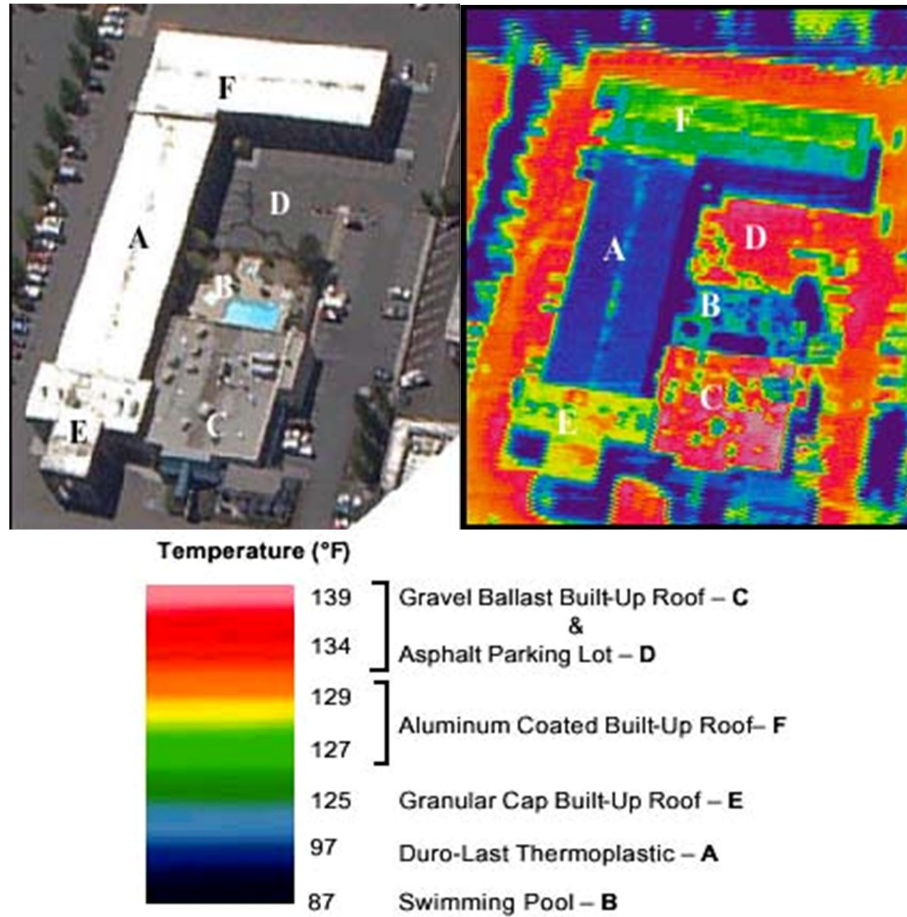 F
F
D
D
A
A
B
B
C
C
E
E
Temperature (°F)
139
Gravel Ballast Built-Up Roof – C
&
134
Asphalt Parking Lot – D
129
Aluminum Coated Built-Up Roof– F
127
125
Granular Cap Built-Up Roof – E
97
Duro-Last Thermoplastic – A
87
Swimming Pool – B